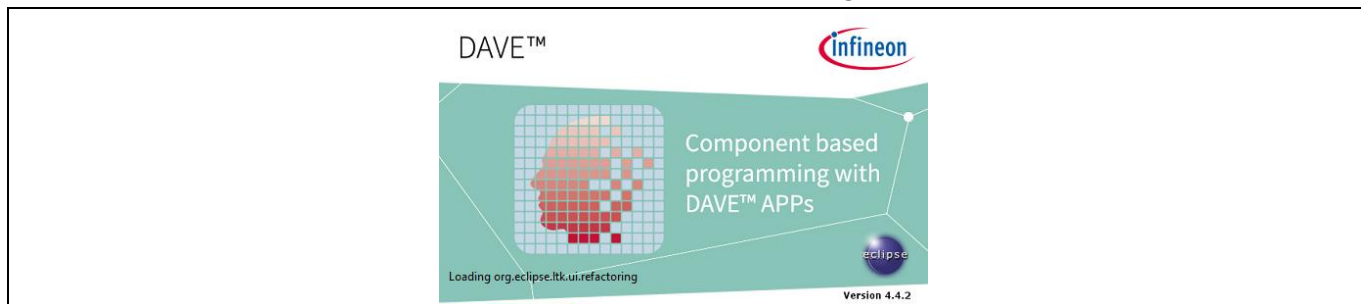 DAVE™
infineon
Component based
programming with
DAVE™ APPs
eclipse
Loading org.eclipse.ltk.ui.refactoring
Version 4.4.2